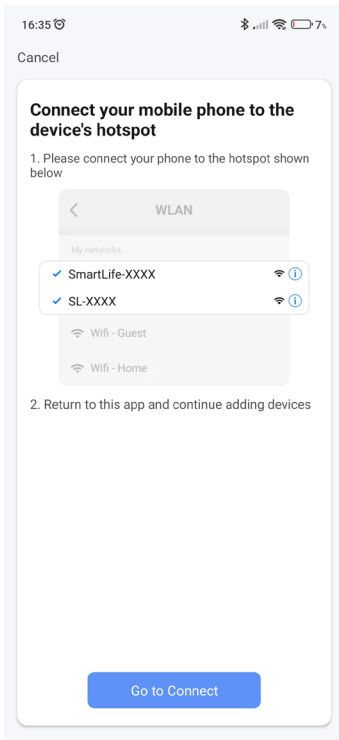 16:35
7%
Cancel
Connect your mobile phone to the
device's hotspot
1. Please connect your phone to the hotspot shown
below
WLAN
My networks
SmartLife-XXXX
SL-XXXX
Wifi - Guest
Wifi - Home
2. Return to this app and continue adding devices
Go to Connect